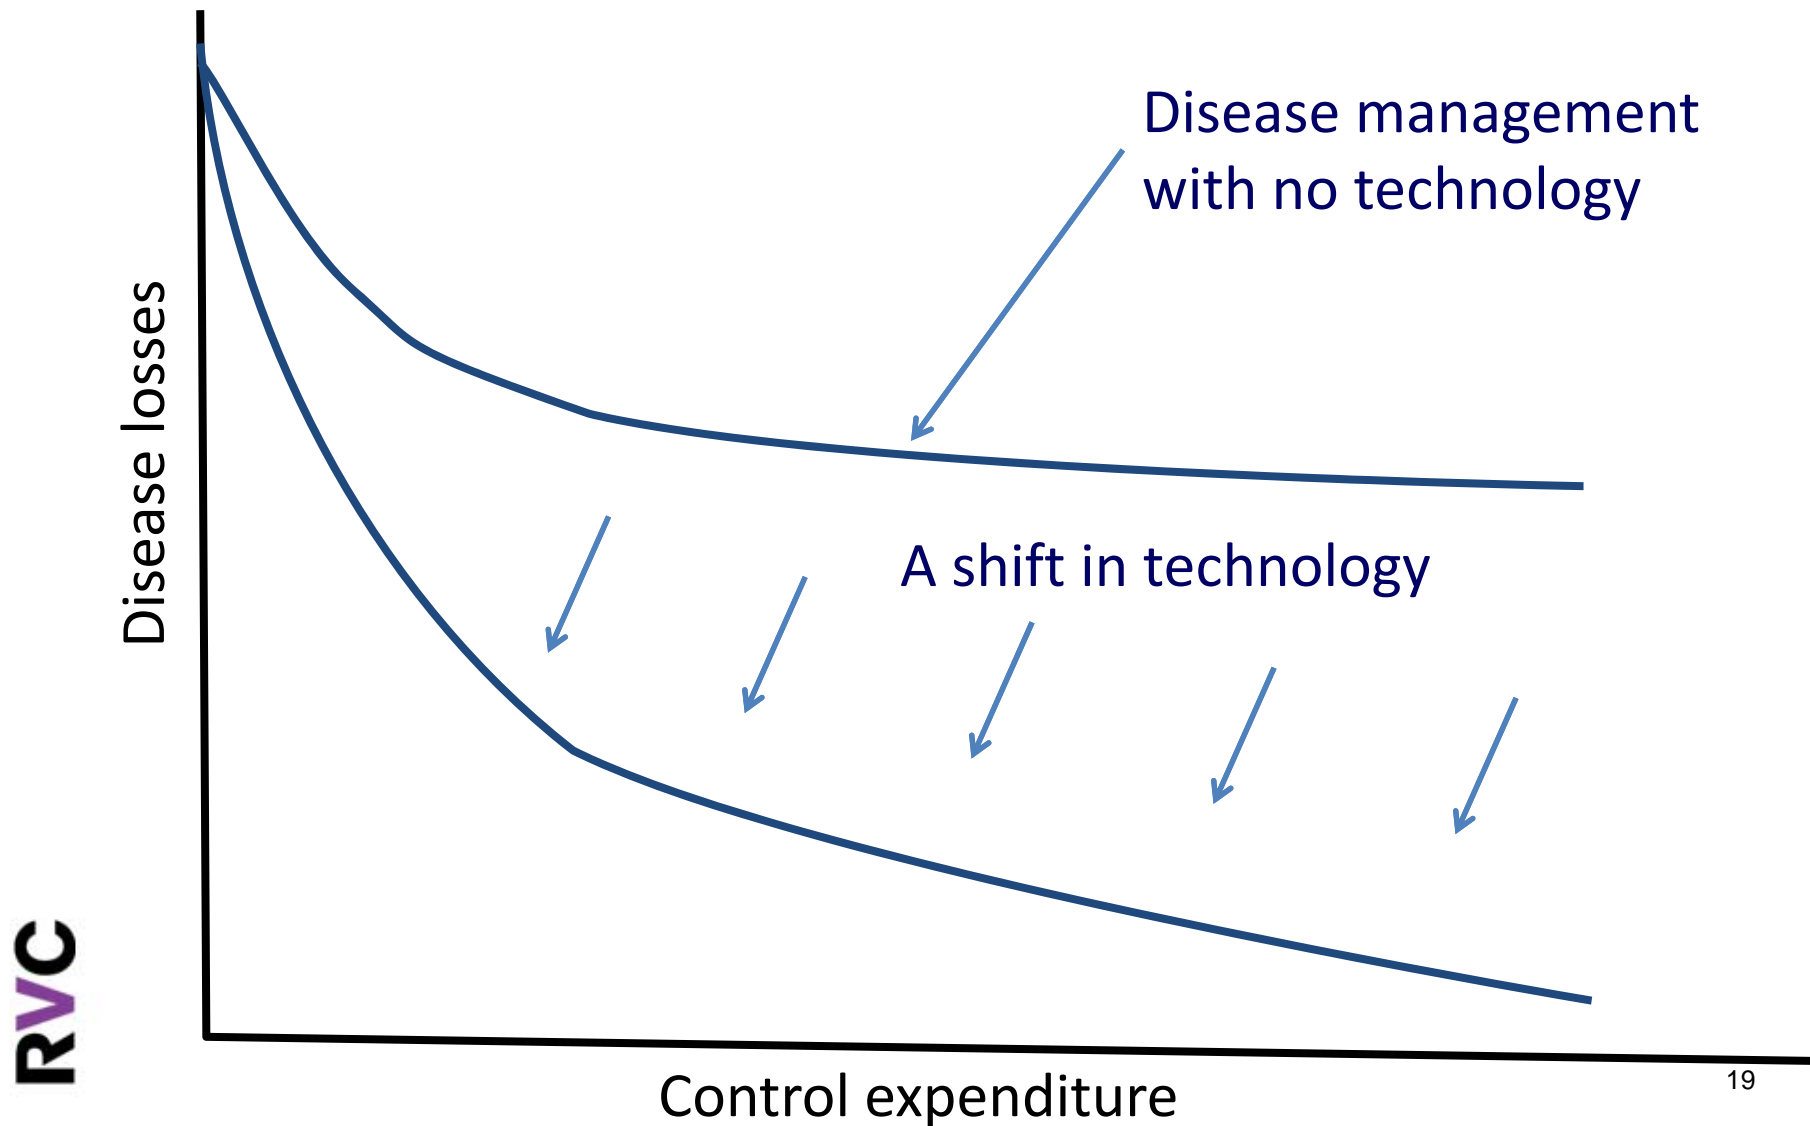 Disease management
with no technology
Disease losses
A shift in technology
RVC
Control expenditure
19